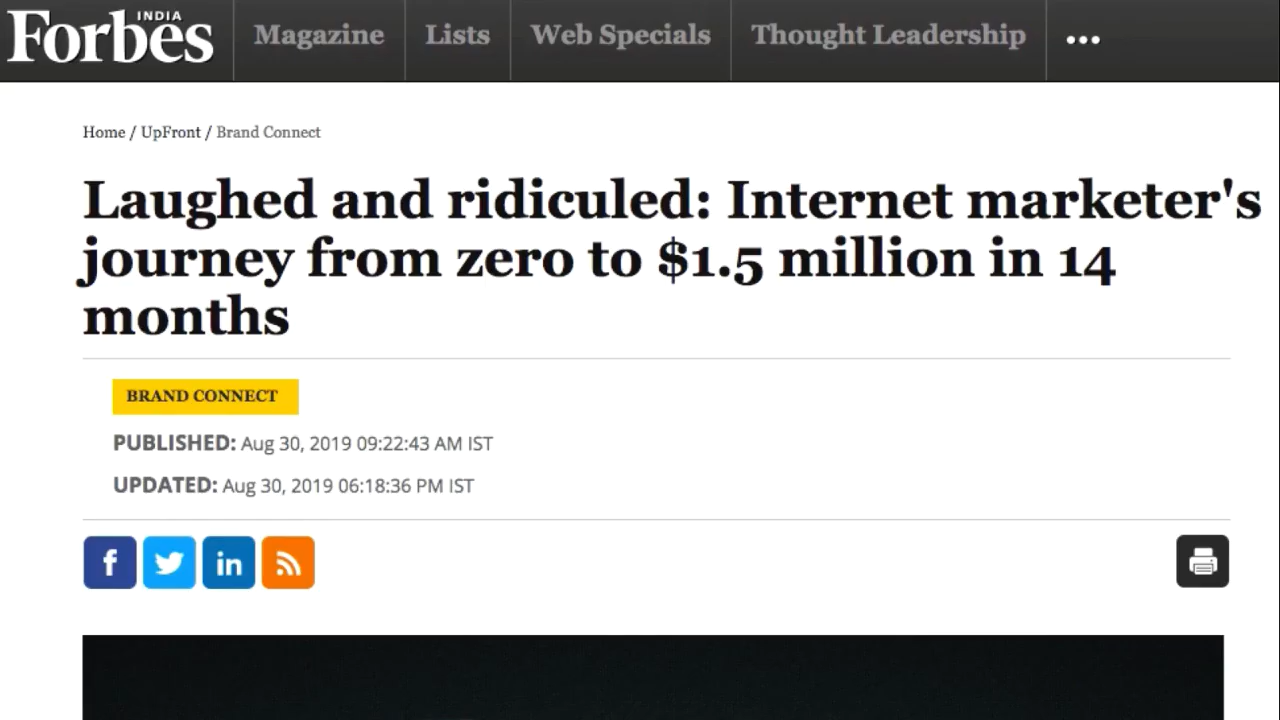 Forbes INDIA Magazine Lists Web Specials Thought Leadership ...
Home / UpFront / Brand Connect
Laughed and ridiculed: Internet marketer's
journey from zero to $1.5 million in 14
months
BRAND CONNECT
PUBLISHED: Aug 30, 2019 09:22:43 AM IST
UPDATED: Aug 30, 2019 06:18:36 PM IST
f in